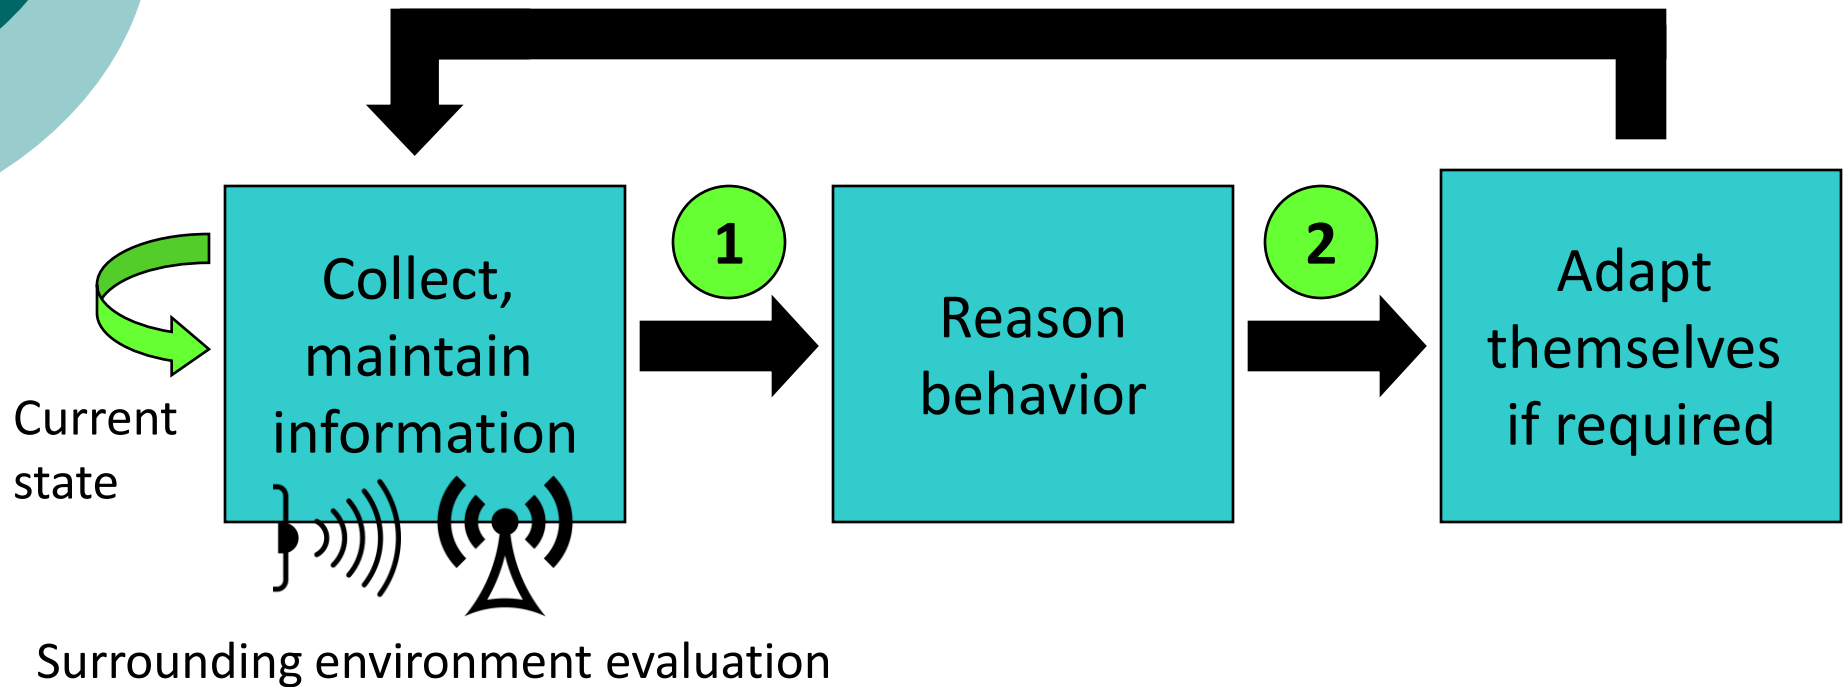 Collect,
maintain
information
Current
state
Surrounding environment evaluation
1
Reason
behavior
2
Adapt
themselves
if required